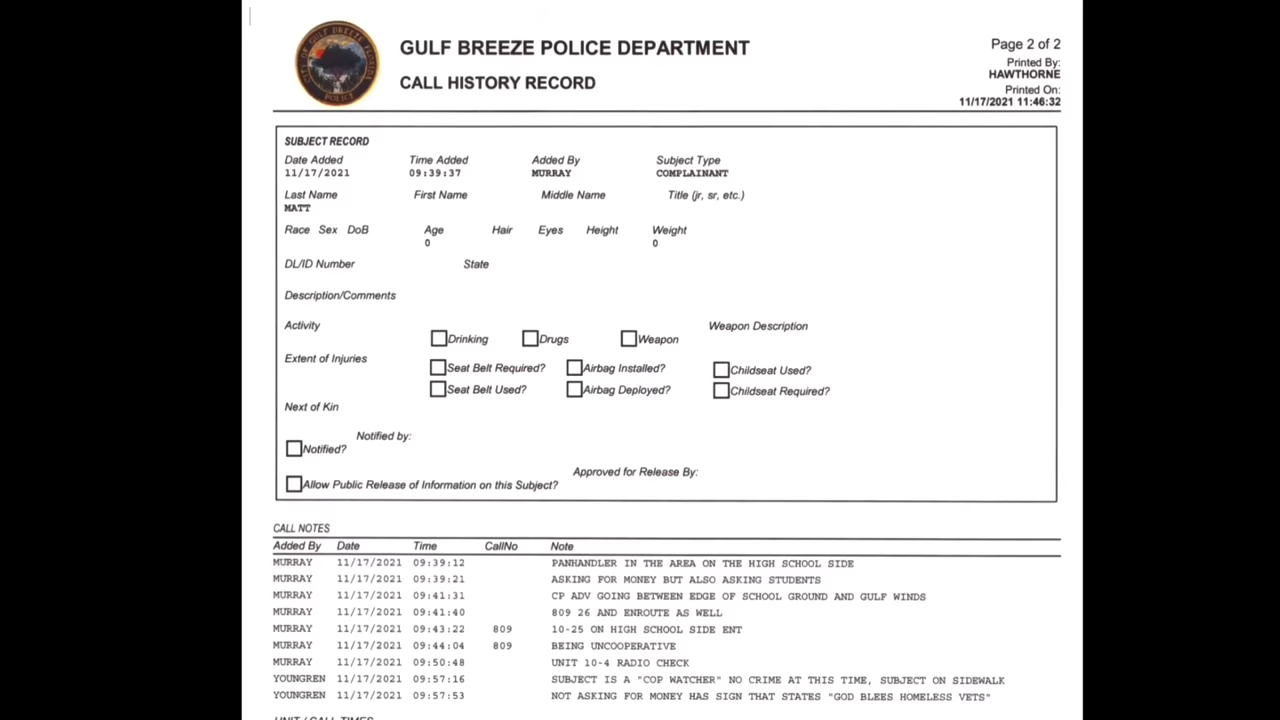 GULF BREEZE POLICE DEPARTMENT
CALL HISTORY RECORD
Page 2 of 2
Printed By:
HAWTHORNE
Printed On:
11/17/2021 11:46:32
CITY OF GULF BREEZE FLORIDA
POLICE
SUBJECT RECORD
Date Added Time Added Added By Subject Type
11/17/2021 09:39:37 MURRAY COMPLAINANT
Last Name First Name Middle Name Title (jr, sr, etc.)
MATT
Race Sex DoB Age Hair Eyes Height Weight
0 0
DL/ID Number State
Description/Comments
Activity Drinking Drugs Weapon Weapon Description
Extent of Injuries Seat Belt Required? Airbag Installed? Childseat Used?
Seat Belt Used? Airbag Deployed? Childseat Required?
Next of Kin
Notified? Notified by:
Approved for Release By:
Allow Public Release of Information on this Subject?
CALL NOTES
Added By Date Time CallNo Note
MURRAY 11/17/2021 09:39:12 PANHANDLER IN THE AREA ON THE HIGH SCHOOL SIDE
MURRAY 11/17/2021 09:39:21 ASKING FOR MONEY BUT ALSO ASKING STUDENTS
MURRAY 11/17/2021 09:41:31 CP ADV GOING BETWEEN EDGE OF SCHOOL GROUND AND GULF WINDS
MURRAY 11/17/2021 09:41:40 809 26 AND ENROUTE AS WELL
MURRAY 11/17/2021 09:43:22 809 10-25 ON HIGH SCHOOL SIDE ENT
MURRAY 11/17/2021 09:44:04 809 BEING UNCOOPERATIVE
MURRAY 11/17/2021 09:50:48 UNIT 10-4 RADIO CHECK
YOUNGREN 11/17/2021 09:57:16 SUBJECT IS A "COP WATCHER" NO CRIME AT THIS TIME, SUBJECT ON SIDEWALK
YOUNGREN 11/17/2021 09:57:53 NOT ASKING FOR MONEY HAS SIGN THAT STATES "GOD BLEES HOMELESS VETS"
UNIT / CALL TIMES